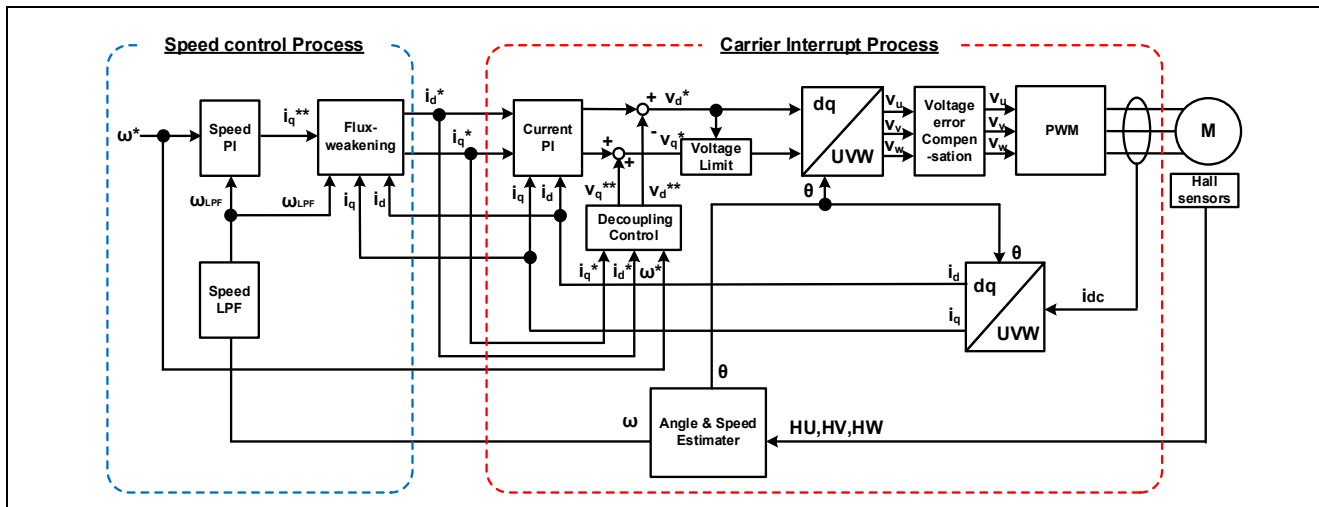 Speed control Process
Carrier Interrupt Process
ω*
Speed
PI
iq**
Flux-
weakening
id*
iq*
Current
PI
+
vd*
-
+
+
vq*
Voltage
Limit
dq
UVW
vu
vv
vw
Voltage
error
Compen
-sation
vu
vv
vw
PWM
M
Hall
sensors
ωLPF
ωLPF
iq
id
iq
id
vq**
vd**
θ
Decoupling
Control
iq*
id*
ω*
Speed
LPF
id
iq
θ
dq
UVW
idc
θ
ω
Angle & Speed
Estimater
HU,HV,HW